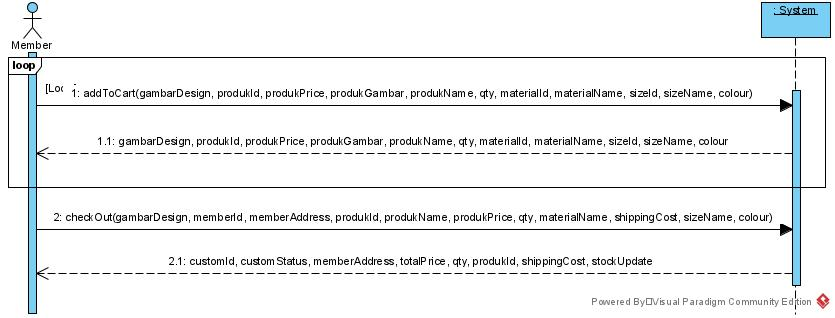 : System
Member
loop
[Loo
1: addToCart(gambarDesign, produkId, produkPrice, produkGambar, produkName, qty, materialId, materialName, sizeId, sizeName, colour)
1.1: gambarDesign, produkId, produkPrice, produkGambar, produkName, qty, materialId, materialName, sizeId, sizeName, colour
2: checkOut(gambarDesign, memberId, memberAddress, produkId, produkName, produkPrice, qty, materialName, shippingCost, sizeName, colour)
2.1: customId, customStatus, memberAddress, totalPrice, qty, produkId, shippingCost, stockUpdate
Powered By□Visual Paradigm Community Edition